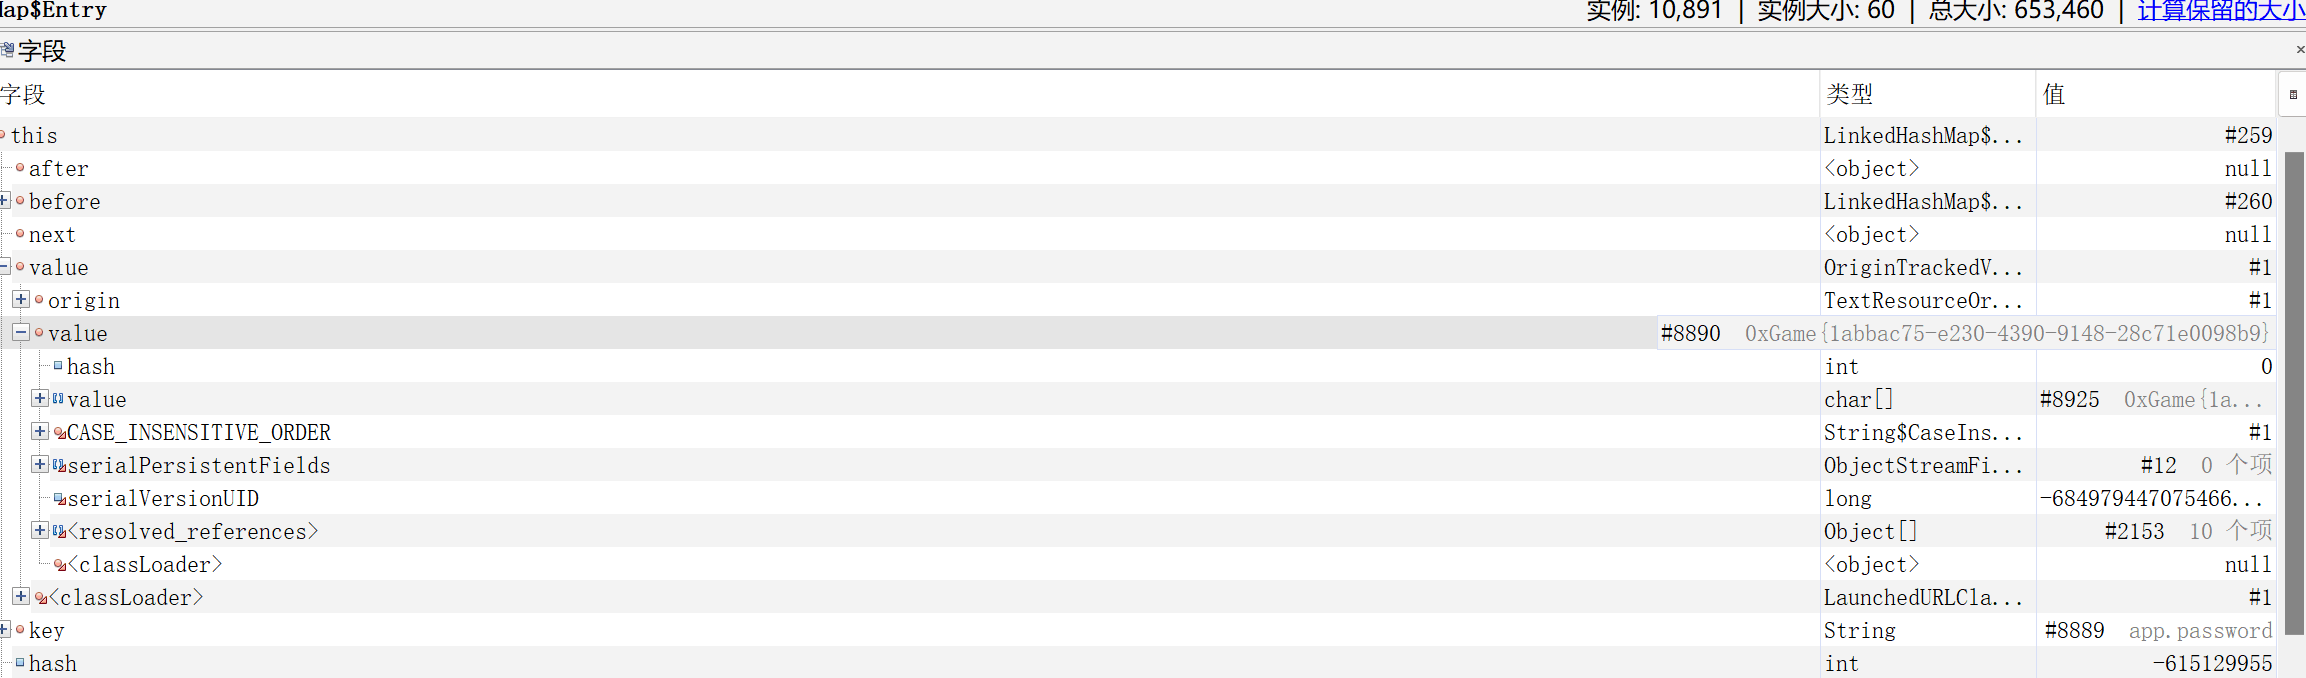 Map$Entry
实例: 10,891 | 实例大小: 60 | 总大小: 653,460 | 计算保留的大小
字段
×
字段 类型 值
this LinkedHashMap$... #259
after <object> null
before LinkedHashMap$... #260
next <object> null
value OriginTrackedV... #1
origin TextResourceOr... #1
value #8890 0xGame{1abbac75-e230-4390-9148-28c71e0098b9}
hash int 0
value char[] #8925 0xGame{1a...
CASE_INSENSITIVE_ORDER String$CaseIns... #1
serialPersistentFields ObjectStreamFi... #12 0 个项
serialVersionUID long -684979447075466...
<resolved_references> Object[] #2153 10 个项
<classLoader> <object> null
<classLoader> LaunchedURLCla... #1
key String #8889 app.password
hash int -615129955